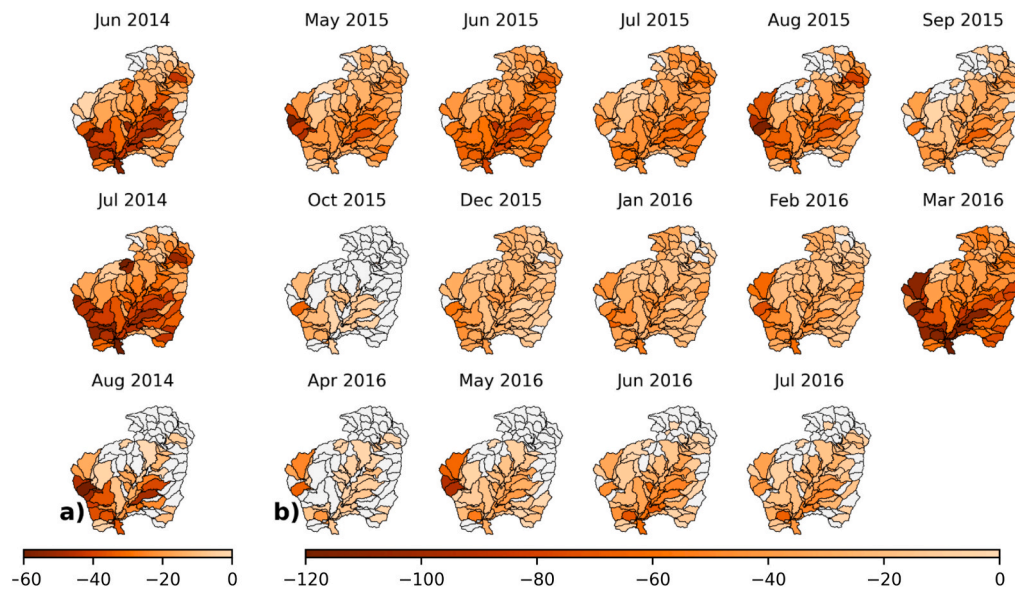 Jun 2014
May 2015
Jun 2015
Jul 2015
Aug 2015
Sep 2015
Jul 2014
Oct 2015
Dec 2015
Jan 2016
Feb 2016
Mar 2016
Aug 2014
Apr 2016
May 2016
Jun 2016
Jul 2016
a)
b)
−60 −40 −20 0
−120 −100 −80 −60 −40 −20 0